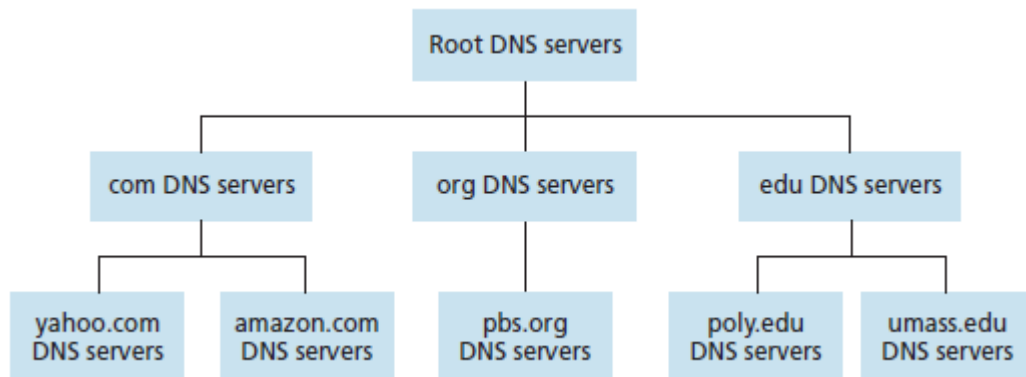 Root DNS servers
com DNS servers
org DNS servers
edu DNS servers
yahoo.com
DNS servers
amazon.com
DNS servers
pbs.org
DNS servers
poly.edu
DNS servers
umass.edu
DNS servers